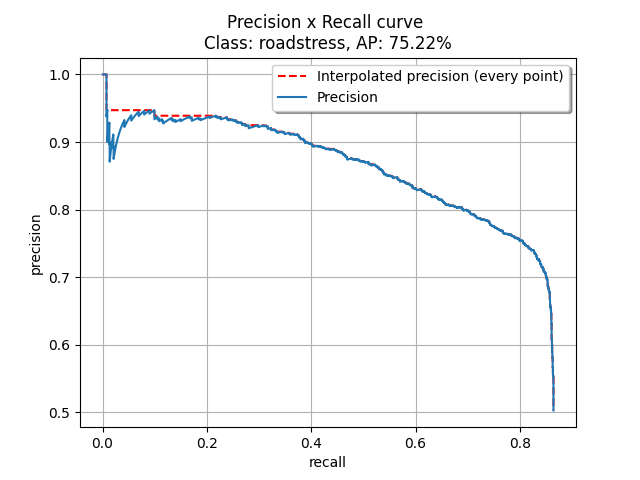 Precision x Recall curve
Class: roadstress, AP: 75.22%
Interpolated precision (every point)
Precision
1.0
0.9
0.8
0.7
0.6
0.5
precision
0.0 0.2 0.4 0.6 0.8
recall